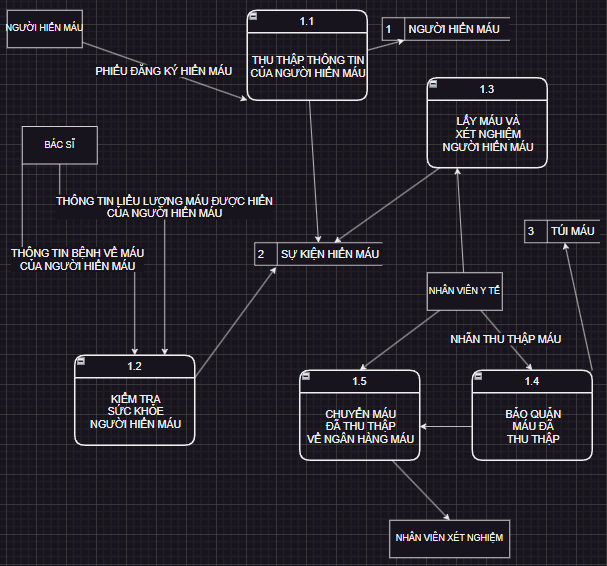 NGƯỜI HIẾN MÁU
1.1
THU THẬP THÔNG TIN
CỦA NGƯỜI HIẾN MÁU
1
NGƯỜI HIẾN MÁU
PHIẾU ĐĂNG KÝ HIẾN MÁU
1.3
LẤY MÁU VÀ
XÉT NGHIỆM
NGƯỜI HIẾN MÁU
BÁC SĨ
THÔNG TIN LIỀU LƯỢNG MÁU ĐƯỢC HIẾN
CỦA NGƯỜI HIẾN MÁU
3
TÚI MÁU
THÔNG TIN BỆNH VỀ MÁU
CỦA NGƯỜI HIẾN MÁU
2
SỰ KIỆN HIẾN MÁU
NHÂN VIÊN Y TẾ
NHÃN THU THẬP MÁU
1.2
KIỂM TRA
SỨC KHỎE
NGƯỜI HIẾN MÁU
1.5
CHUYỂN MÁU
ĐÃ THU THẬP
VỀ NGÂN HÀNG MÁU
1.4
BẢO QUẢN
MÁU ĐÃ
THU THẬP
NHÂN VIÊN XÉT NGHIỆM